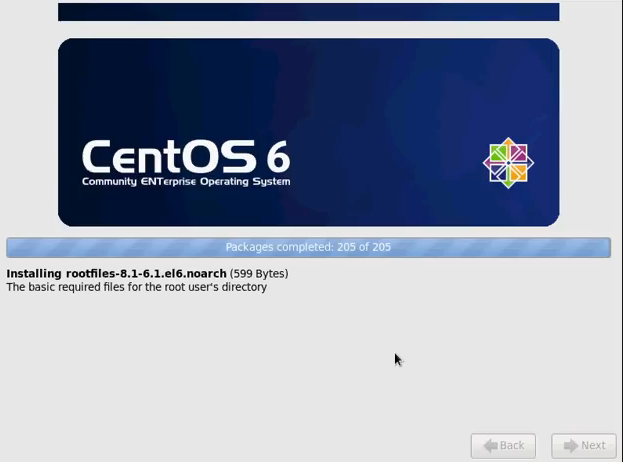 CentOS 6
Community ENTerprise Operating System
Packages completed: 205 of 205
Installing rootfiles-8.1-6.1.el6.noarch (599 Bytes)
The basic required files for the root user's directory
Back
Next